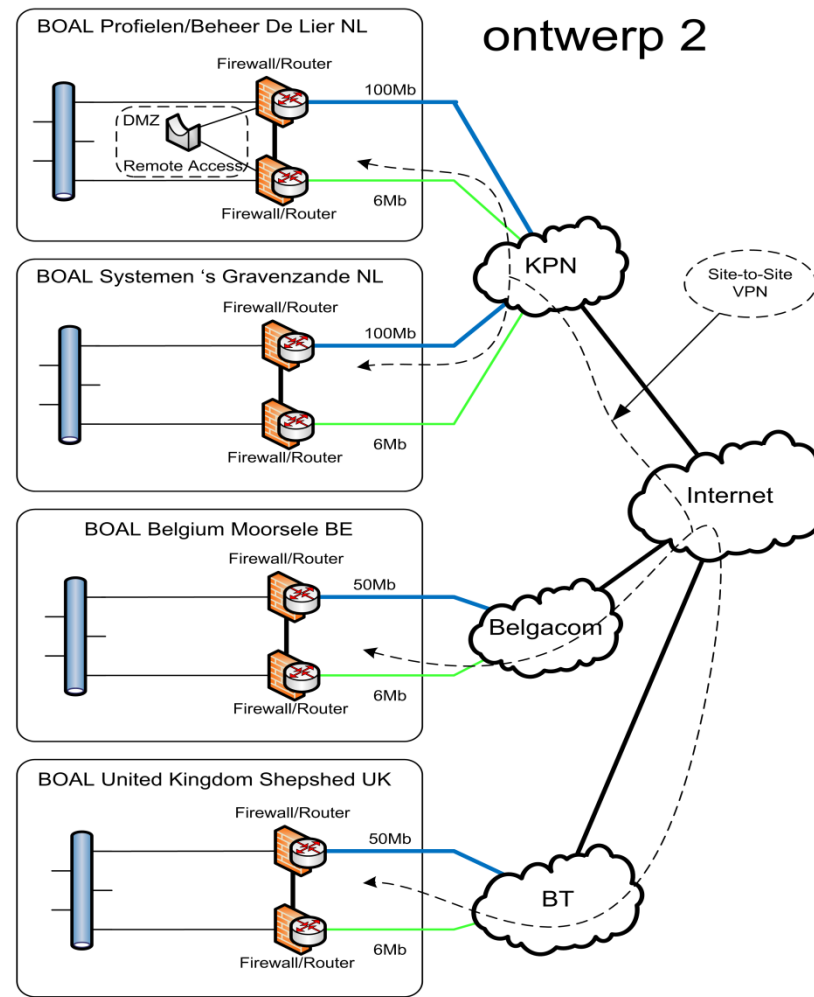 ontwerp 2
BOAL Profielen/Beheer De Lier NL
Firewall/Router
100Mb
DMZ
Remote Access
6Mb
Firewall/Router
KPN
BOAL Systemen ‘s Gravenzande NL
Firewall/Router
100Mb
6Mb
Firewall/Router
Site-to-Site
VPN
Internet
BOAL Belgium Moorsele BE
Firewall/Router
50Mb
Belgacom
6Mb
Firewall/Router
BOAL United Kingdom Shepshed UK
Firewall/Router
50Mb
BT
6Mb
Firewall/Router